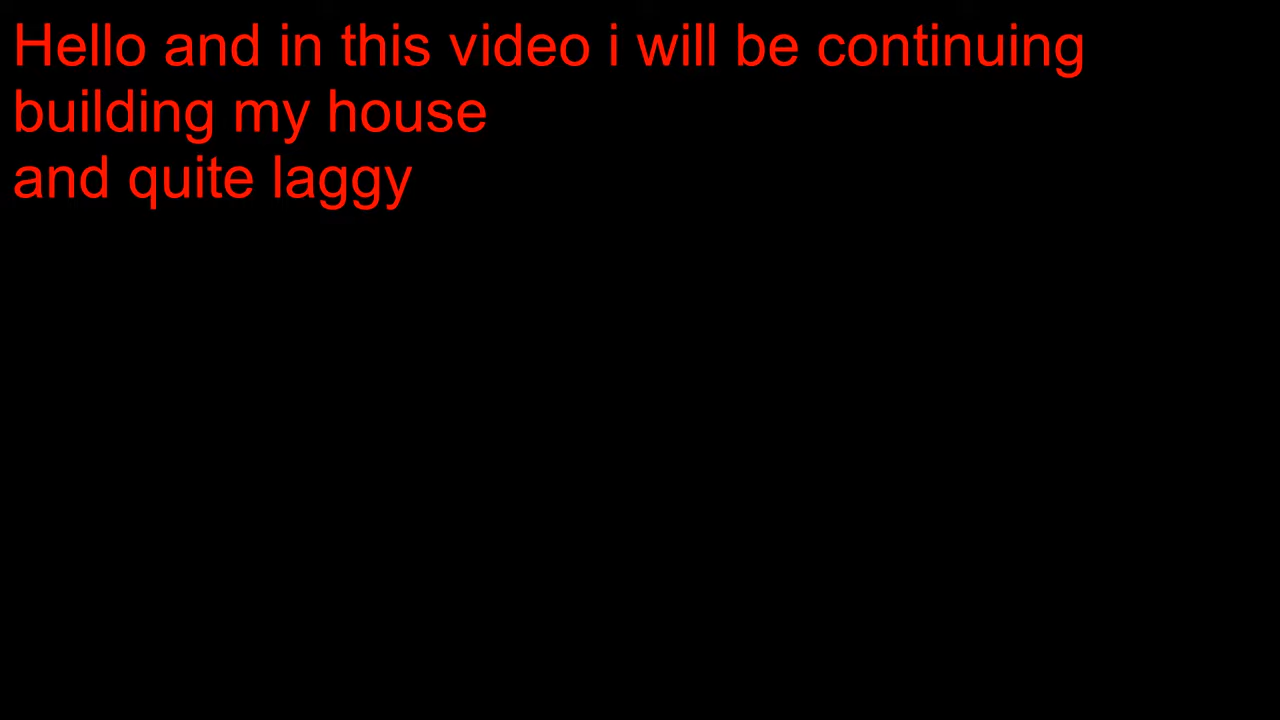 Hello and in this video i will be continuing
building my house
and quite laggy